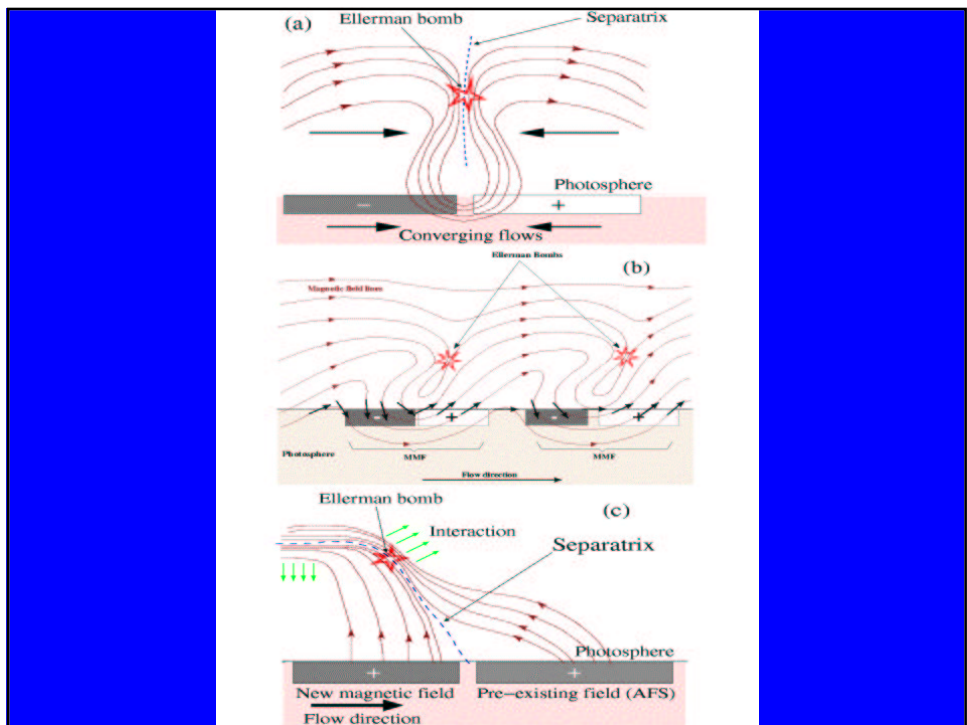 (a)
Ellerman bomb
Separatrix
Photosphere
− +
Converging flows
Ellerman Bombs
(b)
Magnetic field lines
- + - +
Photosphere
MMF MMF
Flow direction
Ellerman bomb
(c)
Interaction
Separatrix
Photosphere
+ +
New magnetic field Pre−existing field (AFS)
Flow direction